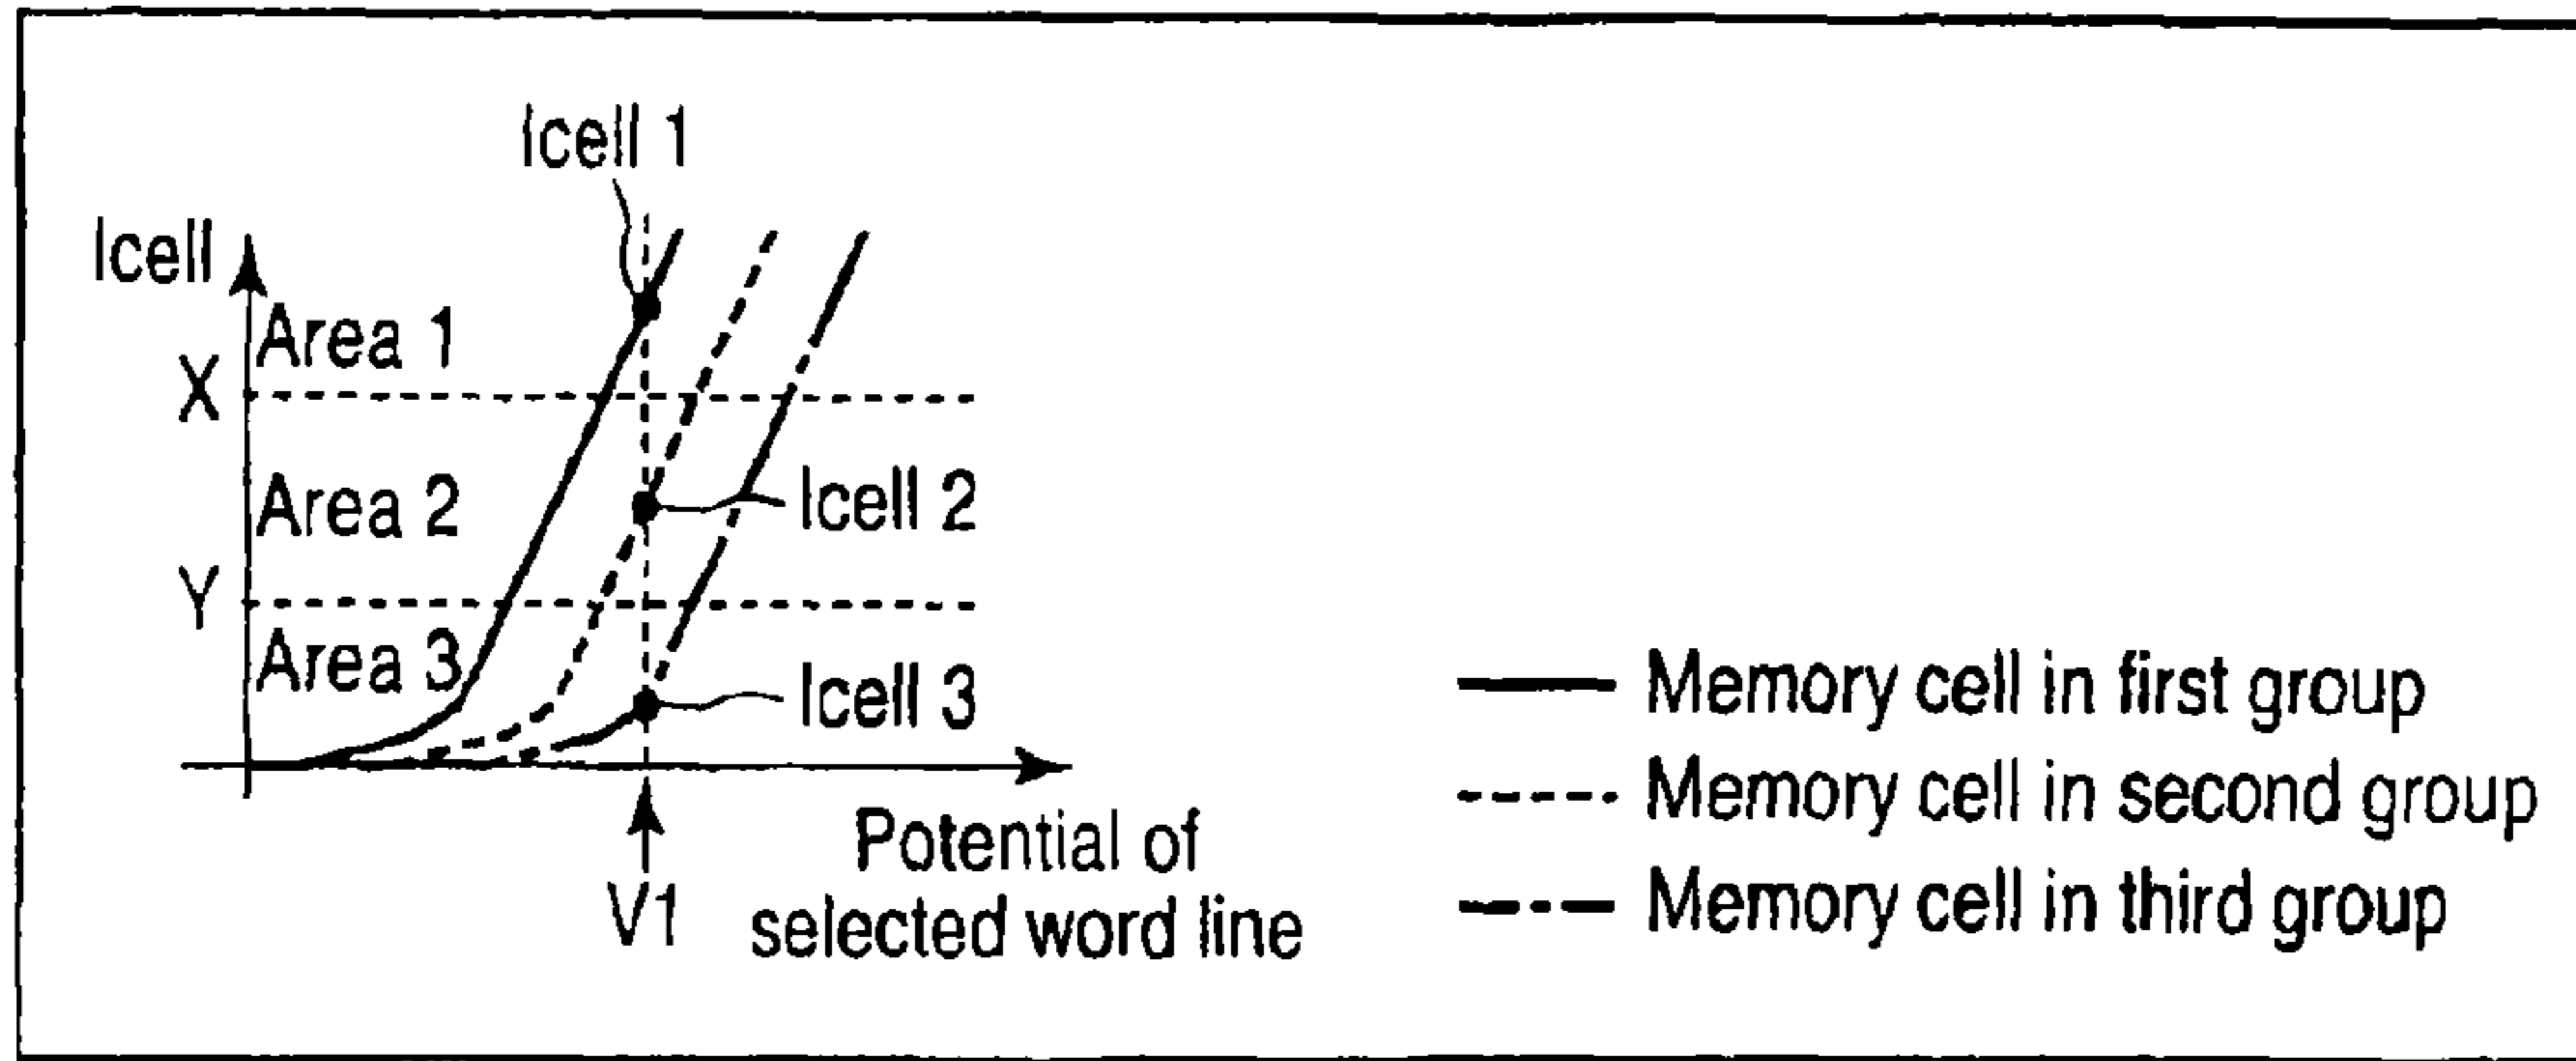 Icell 1
Icell
Area 1
X
Area 2
Icell 2
Y
Area 3
Icell 3
V1
Potential of
selected word line
Memory cell in first group
Memory cell in second group
Memory cell in third group